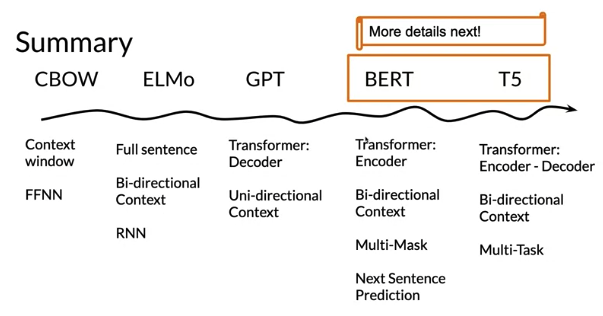 More details next!
Summary
CBOW
ELMo
GPT
BERT
T5
Context
window
FFNN
Full sentence
Bi-directional
Context
RNN
Transformer:
Decoder
Uni-directional
Context
Transformer:
Encoder
Bi-directional
Context
Multi-Mask
Next Sentence
Prediction
Transformer:
Encoder - Decoder
Bi-directional
Context
Multi-Task